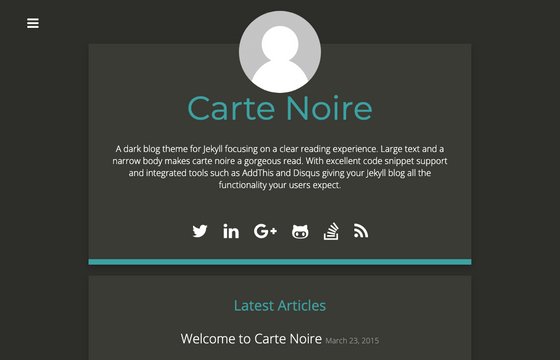 Carte Noire
A dark blog theme for Jekyll focusing on a clear reading experience. Large text and a
narrow body makes carte noire a gorgeous read. With excellent code snippet support
and integrated tools such as AddThis and Disqus giving your Jekyll blog all the
functionality your users expect.
Latest Articles
Welcome to Carte Noire March 23, 2015